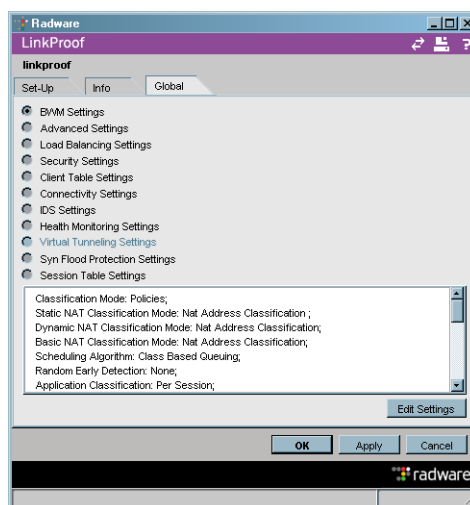 Radware
LinkProof
?
linkproof
Set-Up Info Global
BWM Settings
Advanced Settings
Load Balancing Settings
Security Settings
Client Table Settings
Connectivity Settings
IDS Settings
Health Monitoring Settings
Virtual Tunneling Settings
Syn Flood Protection Settings
Session Table Settings
Classification Mode: Policies;
Static NAT Classification Mode: Nat Address Classification ;
Dynamic NAT Classification Mode: Nat Address Classification;
Basic NAT Classification Mode: Nat Address Classification;
Scheduling Algorithm: Class Based Queuing;
Random Early Detection: None;
Application Classification: Per Session;
Edit Settings
OK Apply Cancel
radware